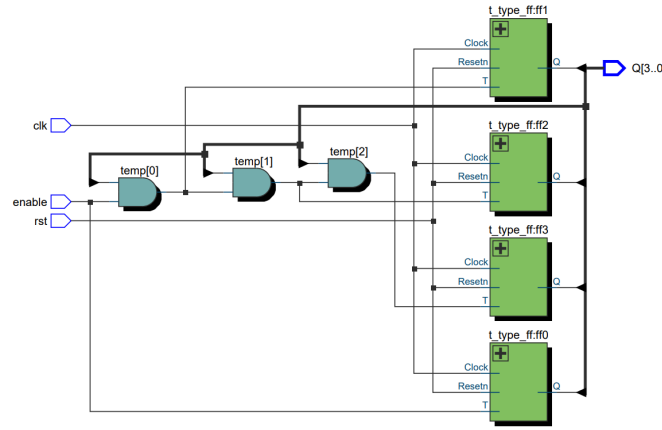 t_type_ff:ff1
Clock
Resetn
T
Q
Q[3..0
clk
t_type_ff:ff2
temp[0]
temp[1]
temp[2]
Clock
Resetn
T
Q
enable
rst
t_type_ff:ff3
Clock
Resetn
T
Q
t_type_ff:ff0
Clock
Resetn
T
Q